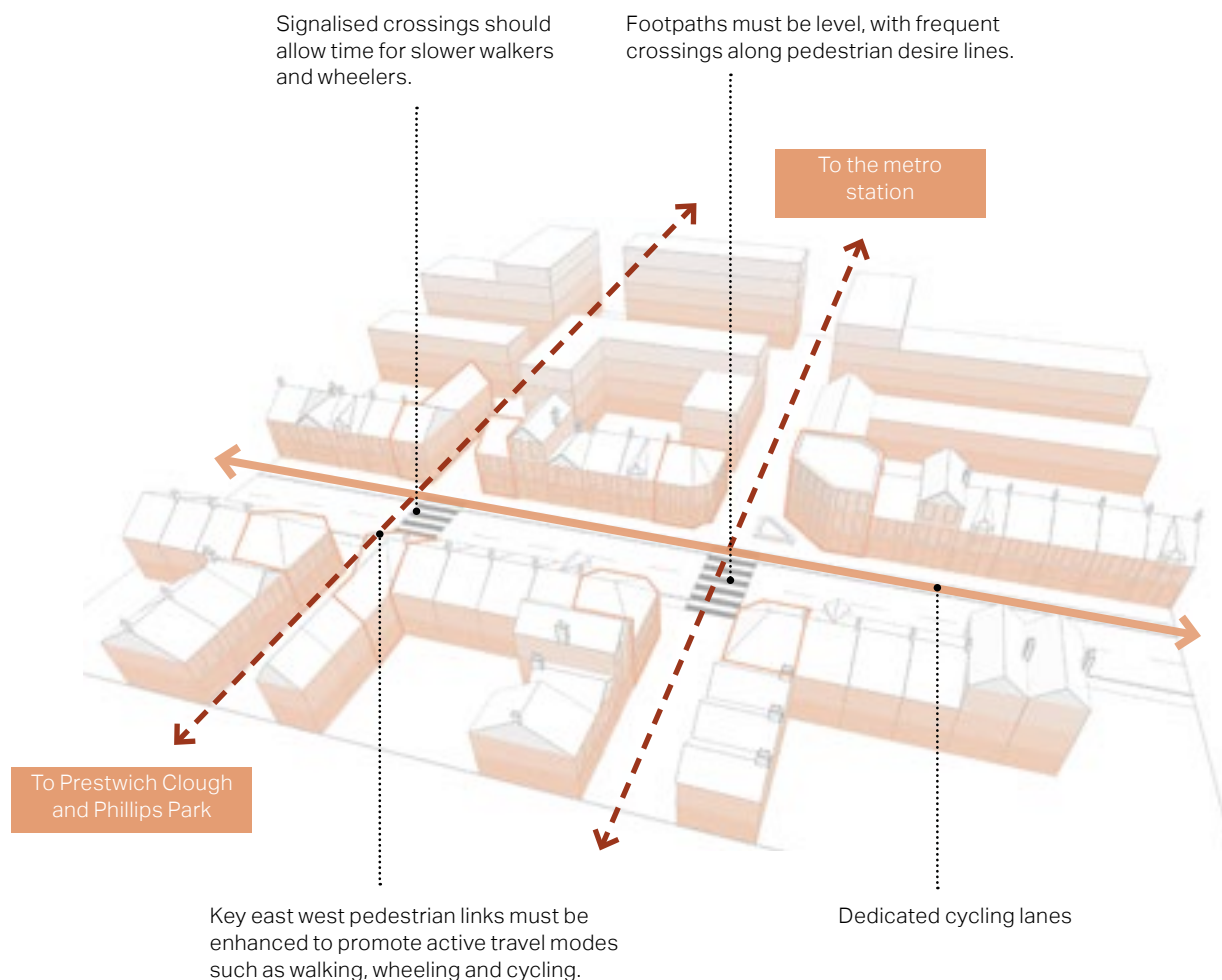 Signalised crossings should
allow time for slower walkers
and wheelers.
Footpaths must be level, with frequent
crossings along pedestrian desire lines.
To the metro
station
To Prestwich Clough
and Phillips Park
Key east west pedestrian links must be
enhanced to promote active travel modes
such as walking, wheeling and cycling.
Dedicated cycling lanes